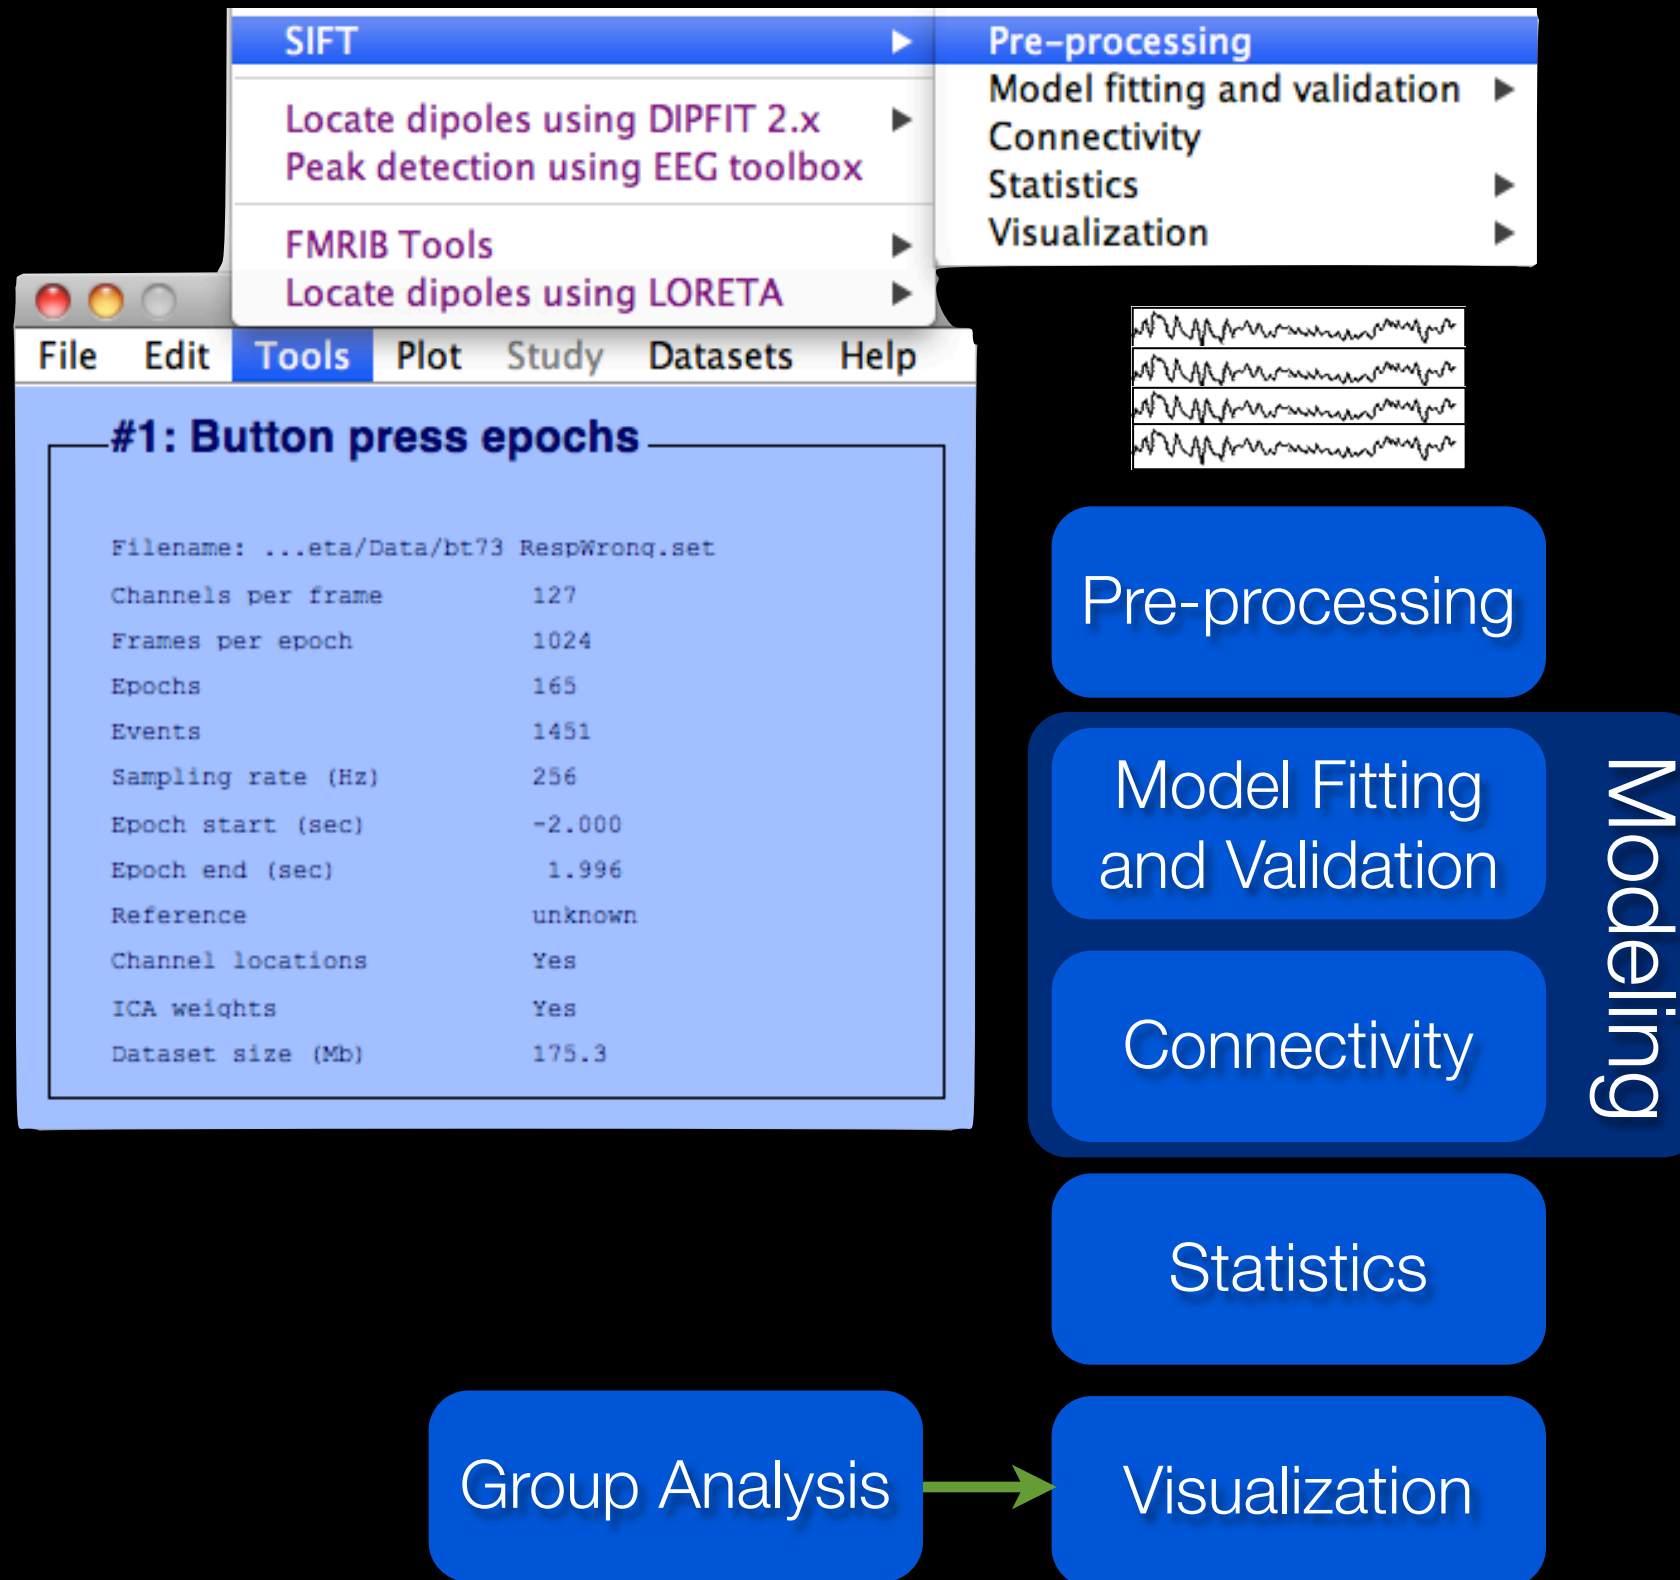 SIFT
Locate dipoles using DIPFIT 2.x
Peak detection using EEG toolbox
FMRIB Tools
Locate dipoles using LORETA
Pre-processing
Model fitting and validation
Connectivity
Statistics
Visualization
File Edit Tools Plot Study Datasets Help
#1: Button press epochs
Filename: ...eta/Data/bt73 RespWrong.set
Channels per frame 127
Frames per epoch 1024
Epochs 165
Events 1451
Sampling rate (Hz) 256
Epoch start (sec) -2.000
Epoch end (sec) 1.996
Reference unknown
Channel locations Yes
ICA weights Yes
Dataset size (Mb) 175.3
Pre-processing
Model Fitting
and Validation
Connectivity
Modeling
Statistics
Group Analysis
Visualization